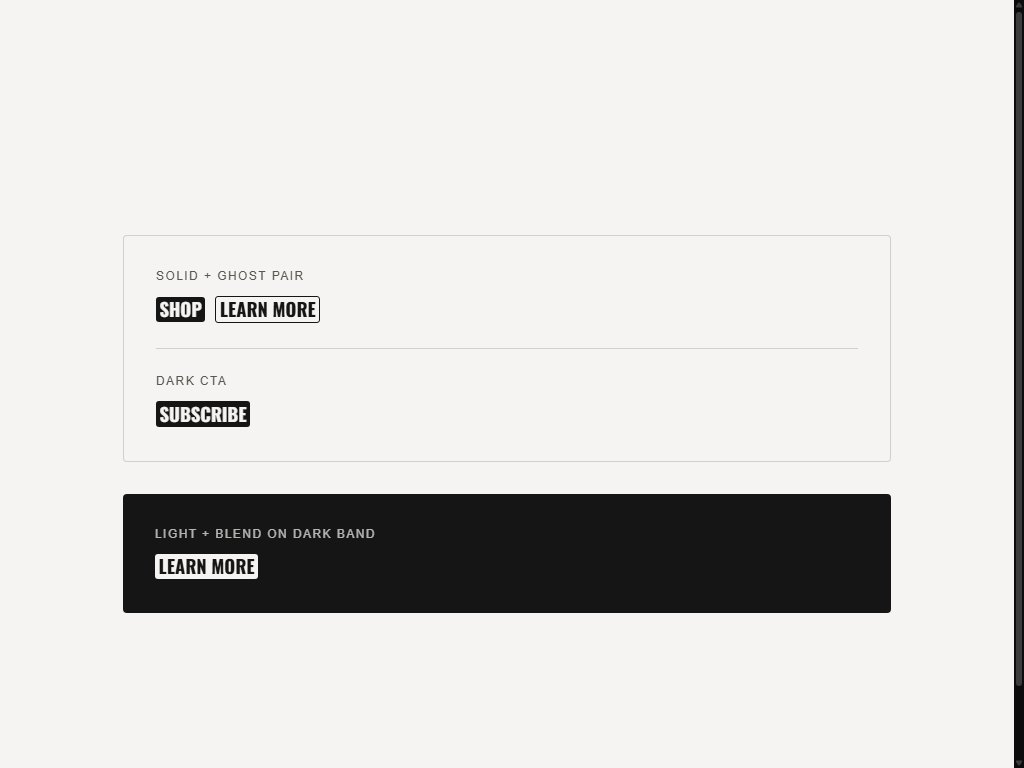 SOLID + GHOST PAIR
SHOP LEARN MORE
DARK CTA
SUBSCRIBE
LIGHT + BLEND ON DARK BAND
LEARN MORE